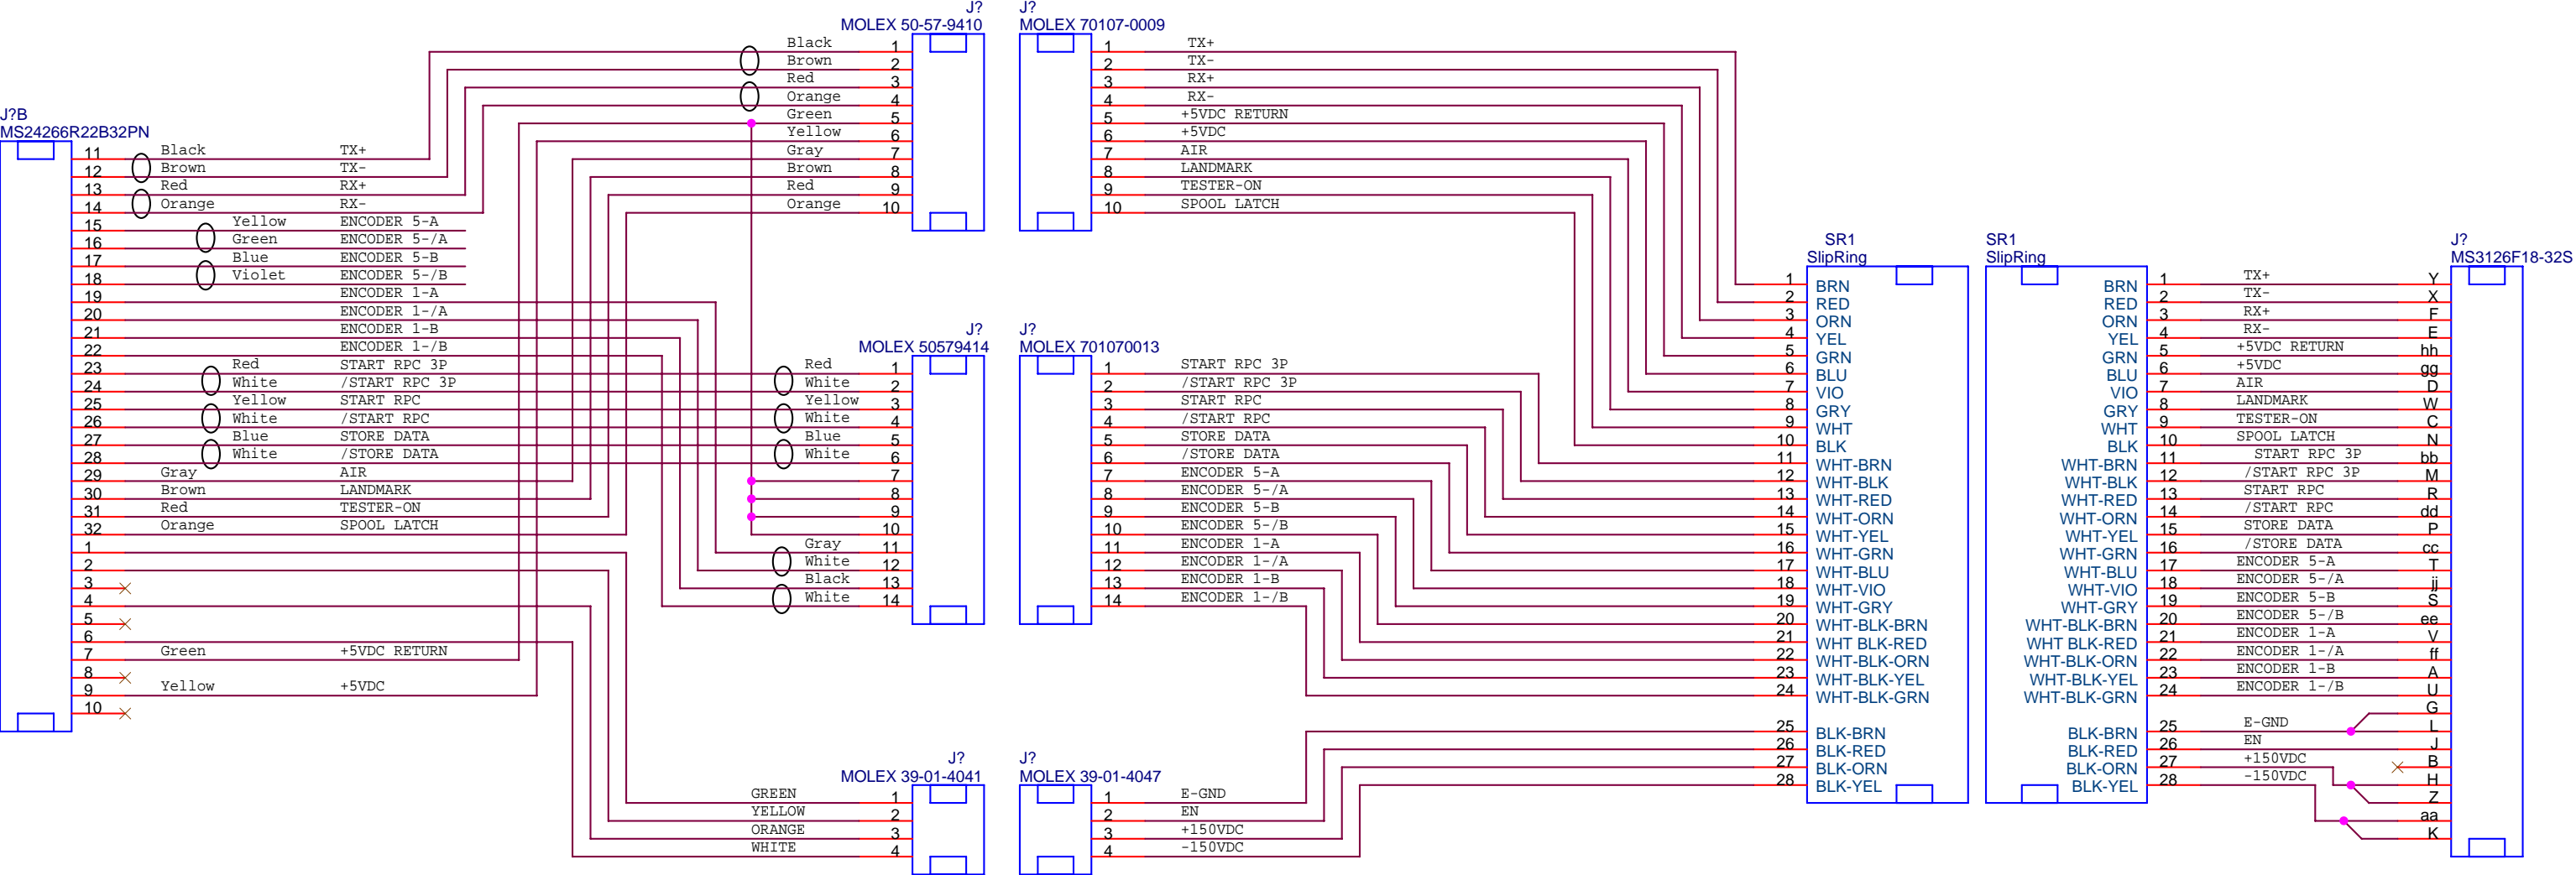 J?B
MS24266R22B32PN
11 Black TX+
12 Brown TX-
13 Red RX+
14 Orange RX-
15 Yellow ENCODER 5-A
16 Green ENCODER 5-/A
17 Blue ENCODER 5-B
18 Violet ENCODER 5-/B
19 ENCODER 1-A
20 ENCODER 1-/A
21 ENCODER 1-B
22 ENCODER 1-/B
23 Red START RPC 3P
24 White /START RPC 3P
25 Yellow START RPC
26 White /START RPC
27 Blue STORE DATA
28 White /STORE DATA
29 Gray AIR
30 Brown LANDMARK
31 Red TESTER-ON
32 Orange SPOOL LATCH
1
2
3
4
5
6
7 Green +5VDC RETURN
8
9 Yellow +5VDC
10
J?
MOLEX 50-57-9410
Black 1
Brown 2
Red 3
Orange 4
Green 5
Yellow 6
Gray 7
Brown 8
Red 9
Orange 10
J?
MOLEX 50579414
Red 1
White 2
Yellow 3
White 4
Blue 5
White 6
7
8
9
10
Gray 11
White 12
Black 13
White 14
J?
MOLEX 39-01-4041
GREEN 1
YELLOW 2
ORANGE 3
WHITE 4
J?
MOLEX 70107-0009
1 TX+
2 TX-
3 RX+
4 RX-
5 +5VDC RETURN
6 +5VDC
7 AIR
8 LANDMARK
9 TESTER-ON
10 SPOOL LATCH
J?
MOLEX 701070013
1 START RPC 3P
2 /START RPC 3P
3 START RPC
4 /START RPC
5 STORE DATA
6 /STORE DATA
7 ENCODER 5-A
8 ENCODER 5-/A
9 ENCODER 5-B
10 ENCODER 5-/B
11 ENCODER 1-A
12 ENCODER 1-/A
13 ENCODER 1-B
14 ENCODER 1-/B
J?
MOLEX 39-01-4047
1 E-GND
2 EN
3 +150VDC
4 -150VDC
SR1
SlipRing
1 BRN
2 RED
3 ORN
4 YEL
5 GRN
6 BLU
7 VIO
8 GRY
9 WHT
10 BLK
11 WHT-BRN
12 WHT-BLK
13 WHT-RED
14 WHT-ORN
15 WHT-YEL
16 WHT-GRN
17 WHT-BLU
18 WHT-VIO
19 WHT-GRY
20 WHT-BLK-BRN
21 WHT BLK-RED
22 WHT-BLK-ORN
23 WHT-BLK-YEL
24 WHT-BLK-GRN
25 BLK-BRN
26 BLK-RED
27 BLK-ORN
28 BLK-YEL
SR1
SlipRing
J?
MS3126F18-32S
BRN 1 TX+ Y
RED 2 TX- X
ORN 3 RX+ F
YEL 4 RX- E
GRN 5 +5VDC RETURN hh
BLU 6 +5VDC gg
VIO 7 AIR D
GRY 8 LANDMARK W
WHT 9 TESTER-ON C
BLK 10 SPOOL LATCH N
WHT-BRN 11 START RPC 3P bb
WHT-BLK 12 /START RPC 3P M
WHT-RED 13 START RPC R
WHT-ORN 14 /START RPC dd
WHT-YEL 15 STORE DATA P
WHT-GRN 16 /STORE DATA cc
WHT-BLU 17 ENCODER 5-A T
WHT-VIO 18 ENCODER 5-/A jj
WHT-GRY 19 ENCODER 5-B S
WHT-BLK-BRN 20 ENCODER 5-/B ee
WHT BLK-RED 21 ENCODER 1-A V
WHT-BLK-ORN 22 ENCODER 1-/A ff
WHT-BLK-YEL 23 ENCODER 1-B A
WHT-BLK-GRN 24 ENCODER 1-/B U
G
BLK-BRN 25 E-GND L
BLK-RED 26 EN J
BLK-ORN 27 +150VDC B
BLK-YEL 28 -150VDC H
Z
aa
K